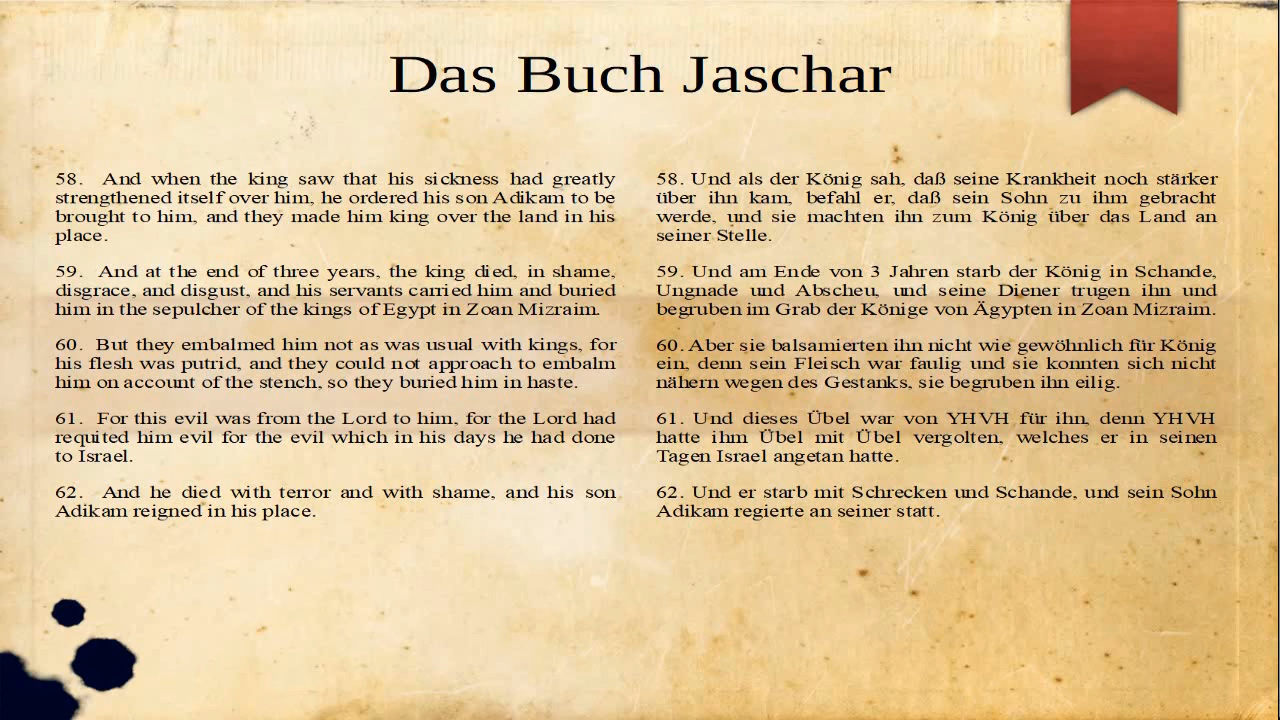 Das Buch Jaschar
58. And when the king saw that his sickness had greatly
strengthened itself over him, he ordered his son Adikam to be
brought to him, and they made him king over the land in his
place.
59. And at the end of three years, the king died, in shame,
disgrace, and disgust, and his servants carried him and buried
him in the sepulcher of the kings of Egypt in Zoan Mizraim.
60. But they embalmed him not as was usual with kings, for
his flesh was putrid, and they could not approach to embalm
him on account of the stench, so they buried him in haste.
61. For this evil was from the Lord to him, for the Lord had
requited him evil for the evil which in his days he had done
to Israel.
62. And he died with terror and with shame, and his son
Adikam reigned in his place.
58. Und als der König sah, daß seine Krankheit noch stärker
über ihn kam, befahl er, daß sein Sohn zu ihm gebracht
werde, und sie machten ihn zum König über das Land an
seiner Stelle.
59. Und am Ende von 3 Jahren starb der König in Schande,
Ungnade und Abscheu, und seine Diener trugen ihn und
begruben im Grab der Könige von Ägypten in Zoan Mizraim.
60. Aber sie balsamierten ihn nicht wie gewöhnlich für König
ein, denn sein Fleisch war faulig und sie konnten sich nicht
nähern wegen des Gestanks, sie begruben ihn eilig.
61. Und dieses Übel war von YHVH für ihn, denn YHVH
hatte ihm Übel mit Übel vergolten, welches er in seinen
Tagen Israel angetan hatte.
62. Und er starb mit Schrecken und Schande, und sein Sohn
Adikam regierte an seiner statt.